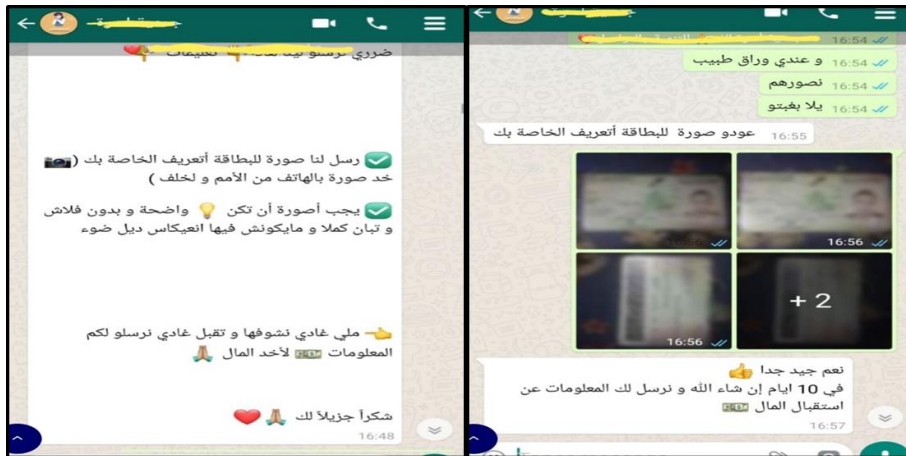 ضروري
رسل لنا صورة للبطاقة أتعريف الخاصة بك (
خد صورة بالهاتف من الأمم و لخلف )
يجب أصورة أن تكن 💡 واضحة و بدون فلاش
و تبان كملا و مايكونش فيها انعيكاس ديل ضوء
ملي غادي نشوفها و تقبل غادي نرسلو لكم
المعلومات 💵 لأخد المال 🙏
شكراً جزيلاً لك 🙏❤️
16:48
16:54
و عندي وراق طبيب 16:54
نصورهم 16:54
يلا بغيتو 16:54
عودو صورة للبطاقة أتعريف الخاصة بك 16:55
16:56
16:56
+ 2
16:56
نعم جيد جدا 👍
في 10 ايام إن شاء الله و نرسل لك المعلومات عن
استقبال المال 💵
16:57